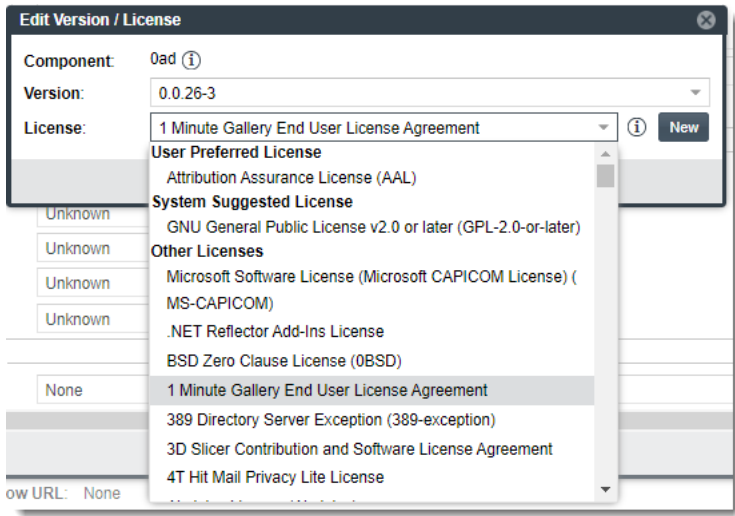 Edit Version / License
Component: 0ad
Version: 0.0.26-3
License: 1 Minute Gallery End User License Agreement New
User Preferred License
Attribution Assurance License (AAL)
System Suggested License
GNU General Public License v2.0 or later (GPL-2.0-or-later)
Other Licenses
Microsoft Software License (Microsoft CAPICOM License) (
MS-CAPICOM)
.NET Reflector Add-Ins License
BSD Zero Clause License (0BSD)
1 Minute Gallery End User License Agreement
389 Directory Server Exception (389-exception)
3D Slicer Contribution and Software License Agreement
4T Hit Mail Privacy Lite License
Unknown
Unknown
Unknown
Unknown
None
ow URL: None